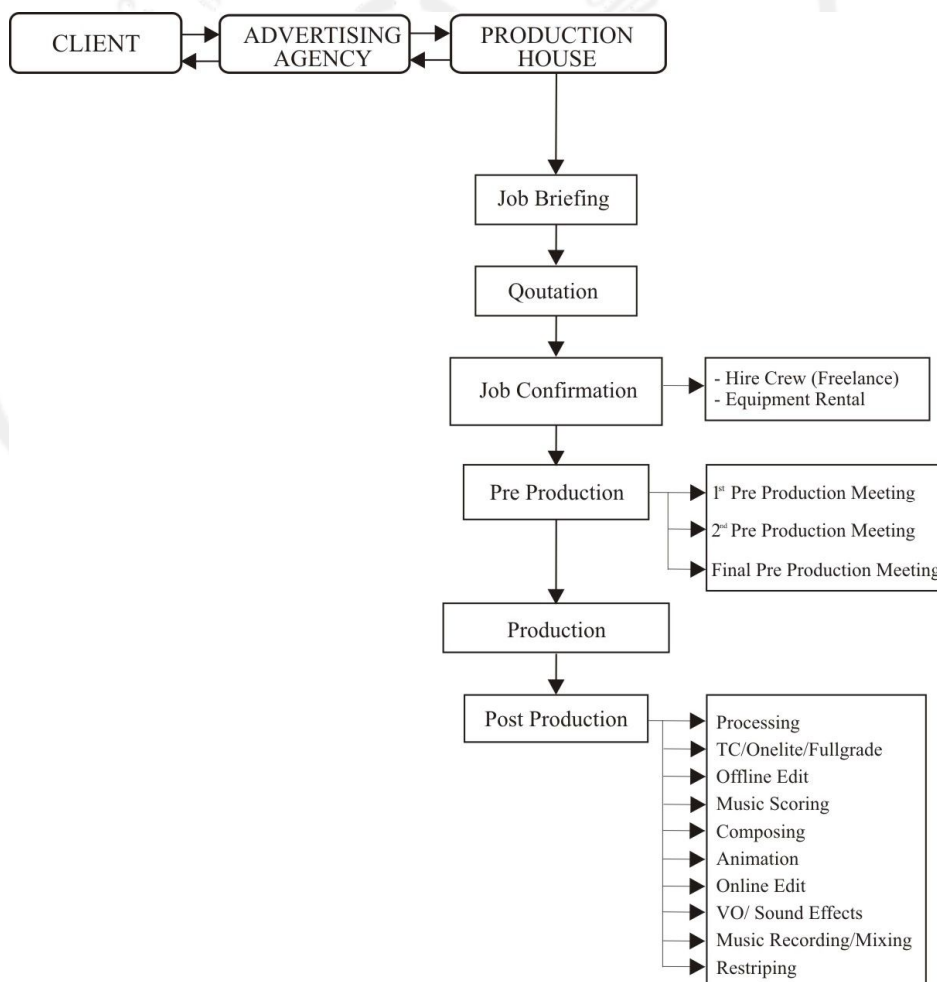 CLIENT
ADVERTISING
AGENCY
PRODUCTION
HOUSE
Job Briefing
Qoutation
Job Confirmation
- Hire Crew (Freelance)
- Equipment Rental
Pre Production
1st Pre Production Meeting
2nd Pre Production Meeting
Final Pre Production Meeting
Production
Post Production
Processing
TC/Onelite/Fullgrade
Offline Edit
Music Scoring
Composing
Animation
Online Edit
VO/ Sound Effects
Music Recording/Mixing
Restriping